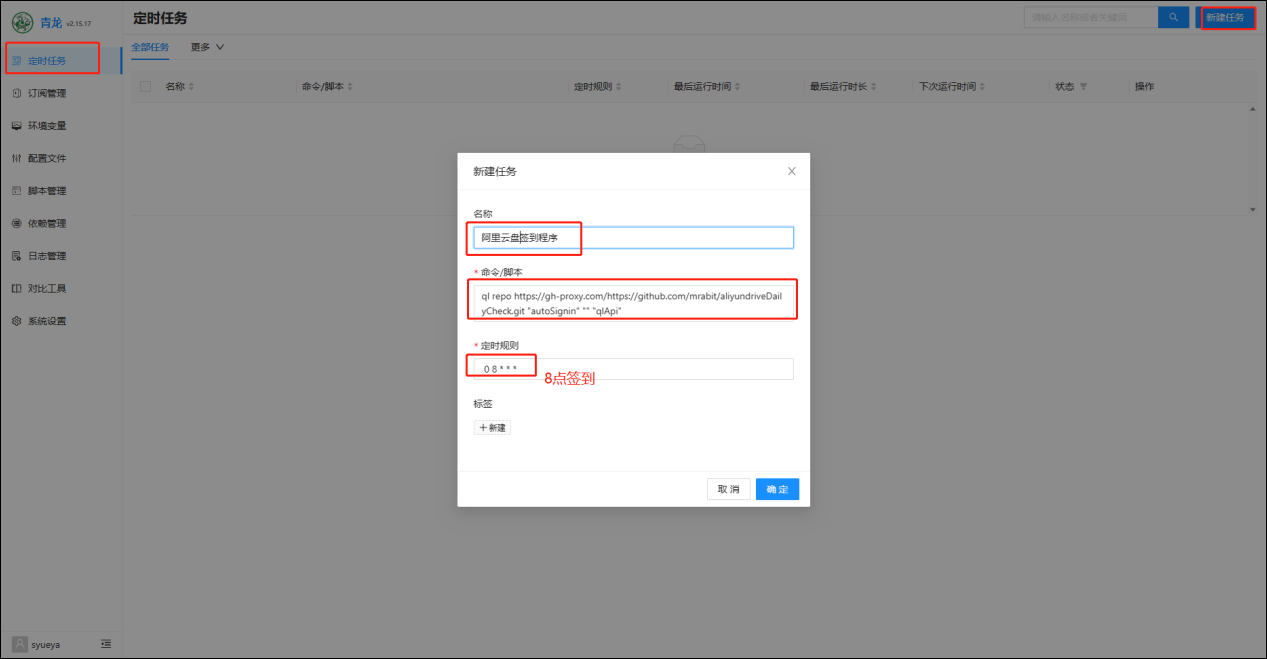 青龙 v2.15.17
定时任务
请输入名称或者关键词
新建任务
定时任务
订阅管理
环境变量
配置文件
脚本管理
依赖管理
日志管理
对比工具
系统设置
syueya
全部任务 更多
名称 命令/脚本 定时规则 最后运行时间 最后运行时长 下次运行时间 状态 操作
新建任务
名称
阿里云盘签到程序
* 命令/脚本
ql repo https://gh-proxy.com/https://github.com/mrabit/aliyundriveDail
yCheck.git "autoSignin" "" "qlApi"
* 定时规则
0 8 * * *
8点签到
标签
+ 新建
取 消 确 定